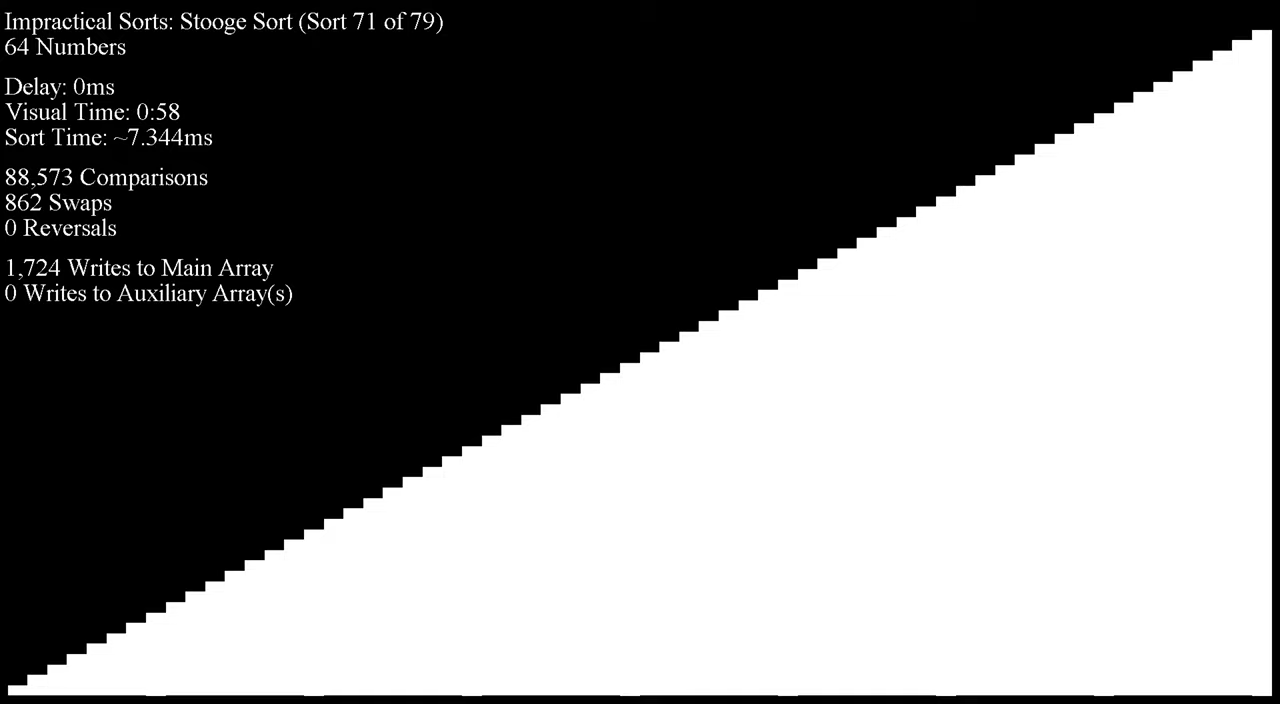 Impractical Sorts: Stooge Sort (Sort 71 of 79)
64 Numbers
Delay: 0ms
Visual Time: 0:58
Sort Time: ~7.344ms
88,573 Comparisons
862 Swaps
0 Reversals
1,724 Writes to Main Array
0 Writes to Auxiliary Array(s)